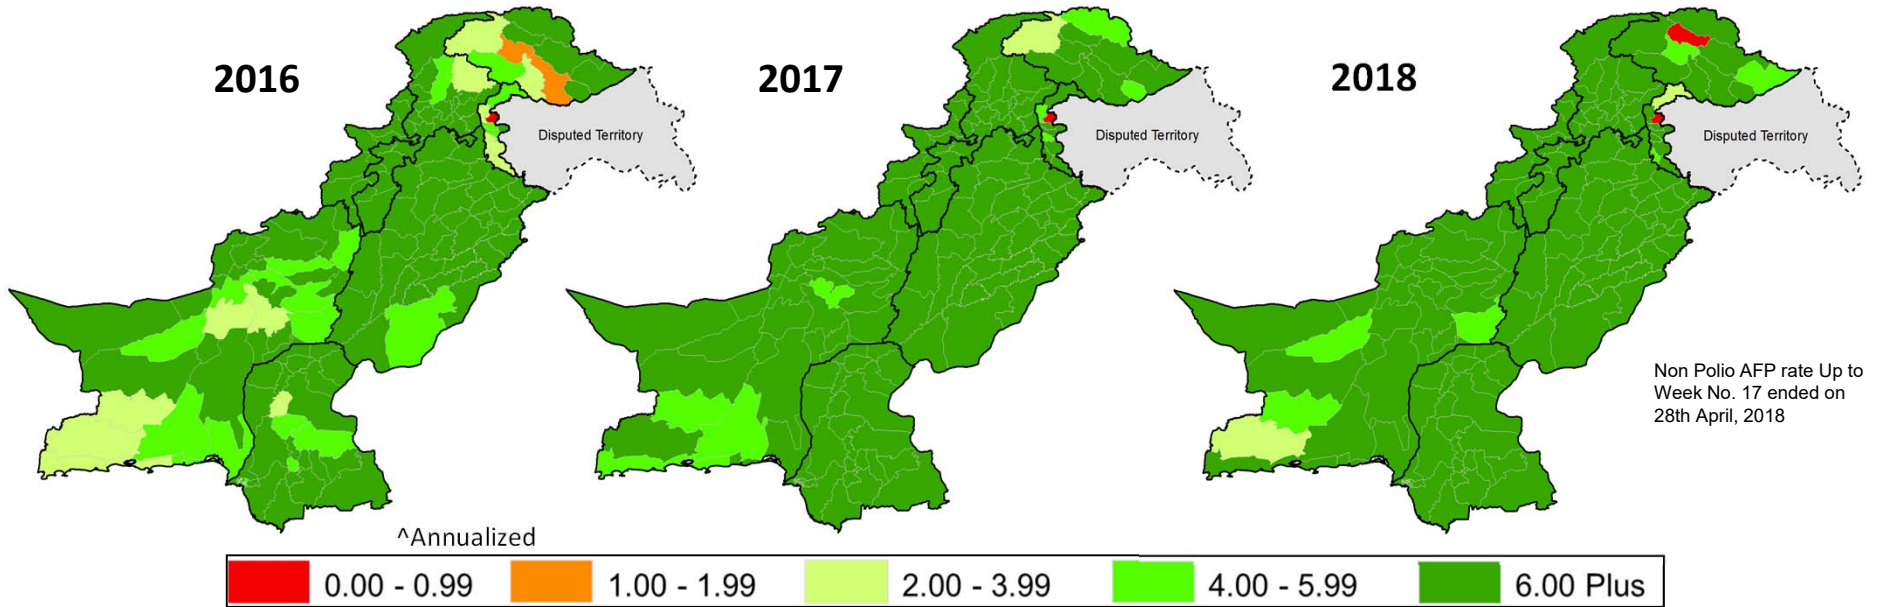 2016
2017
2018
Disputed Territory
Disputed Territory
Disputed Territory
Non Polio AFP rate Up to
Week No. 17 ended on
28th April, 2018
^Annualized
0.00 - 0.99
1.00 - 1.99
2.00 - 3.99
4.00 - 5.99
6.00 Plus